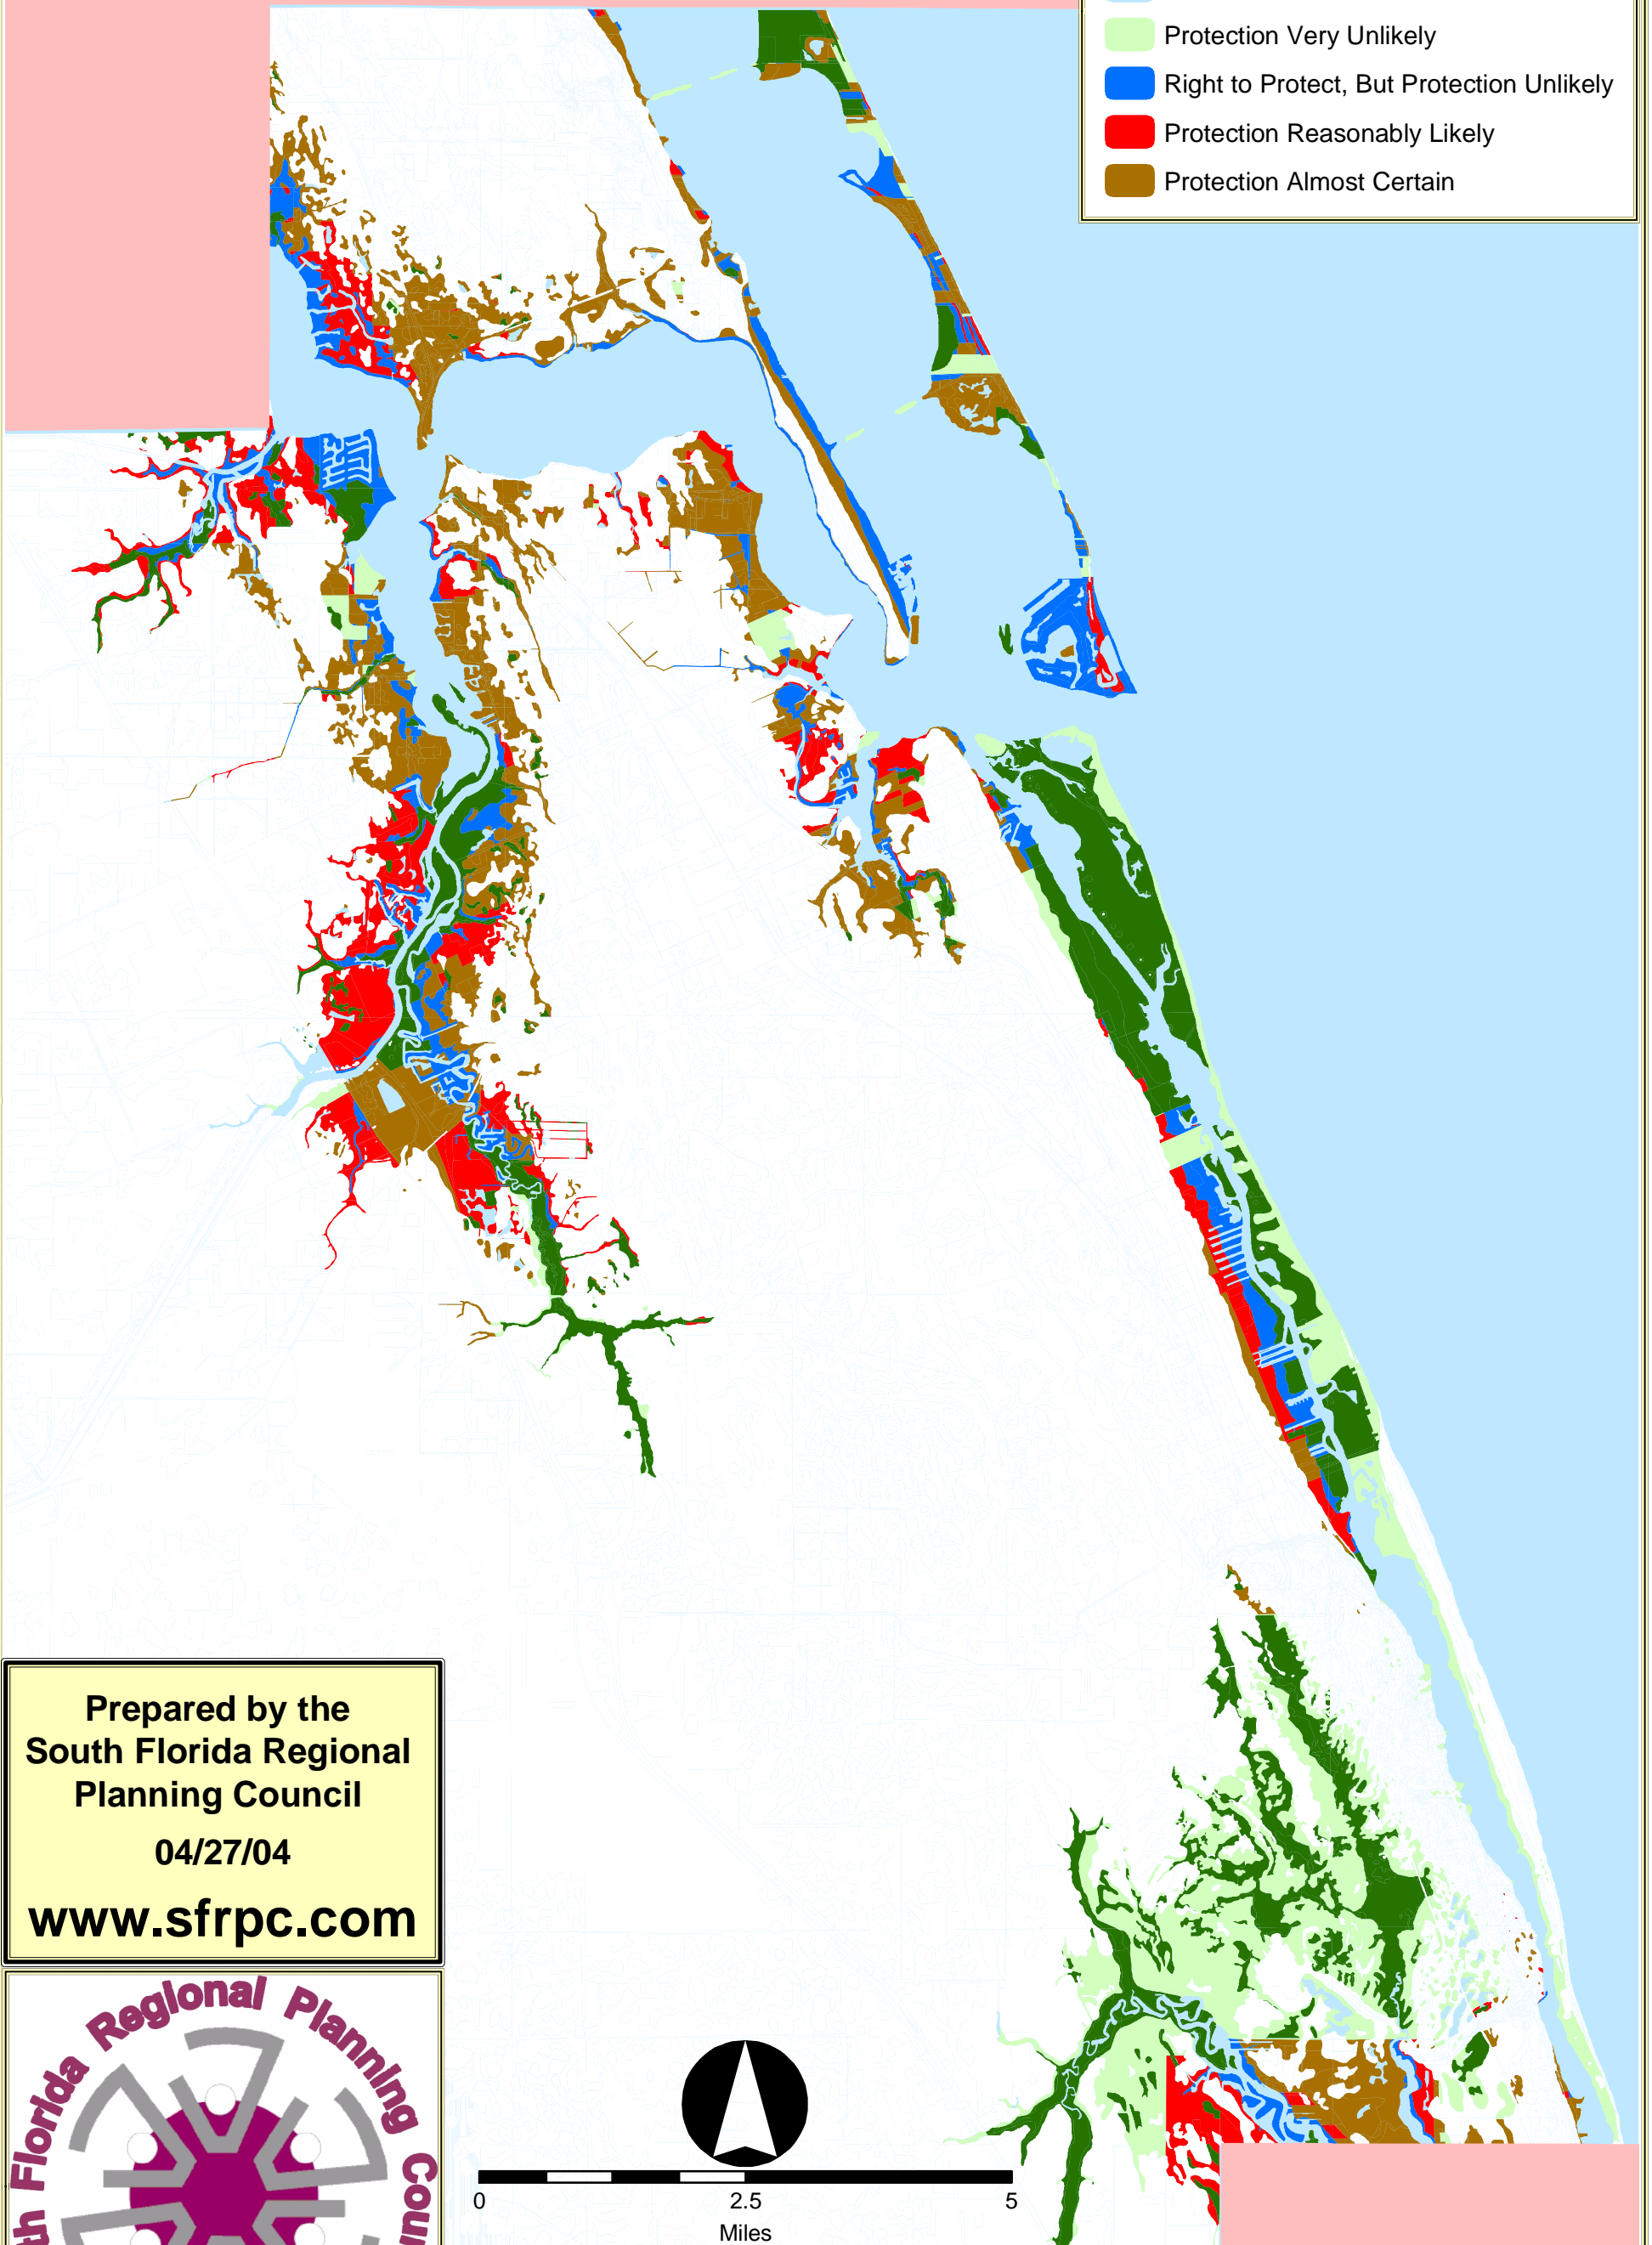 Protection Very Unlikely
Right to Protect, But Protection Unlikely
Protection Reasonably Likely
Protection Almost Certain
Prepared by the
South Florida Regional
Planning Council
04/27/04
www.sfrpc.com
Florida Regional Planning
0 2.5 5
Miles